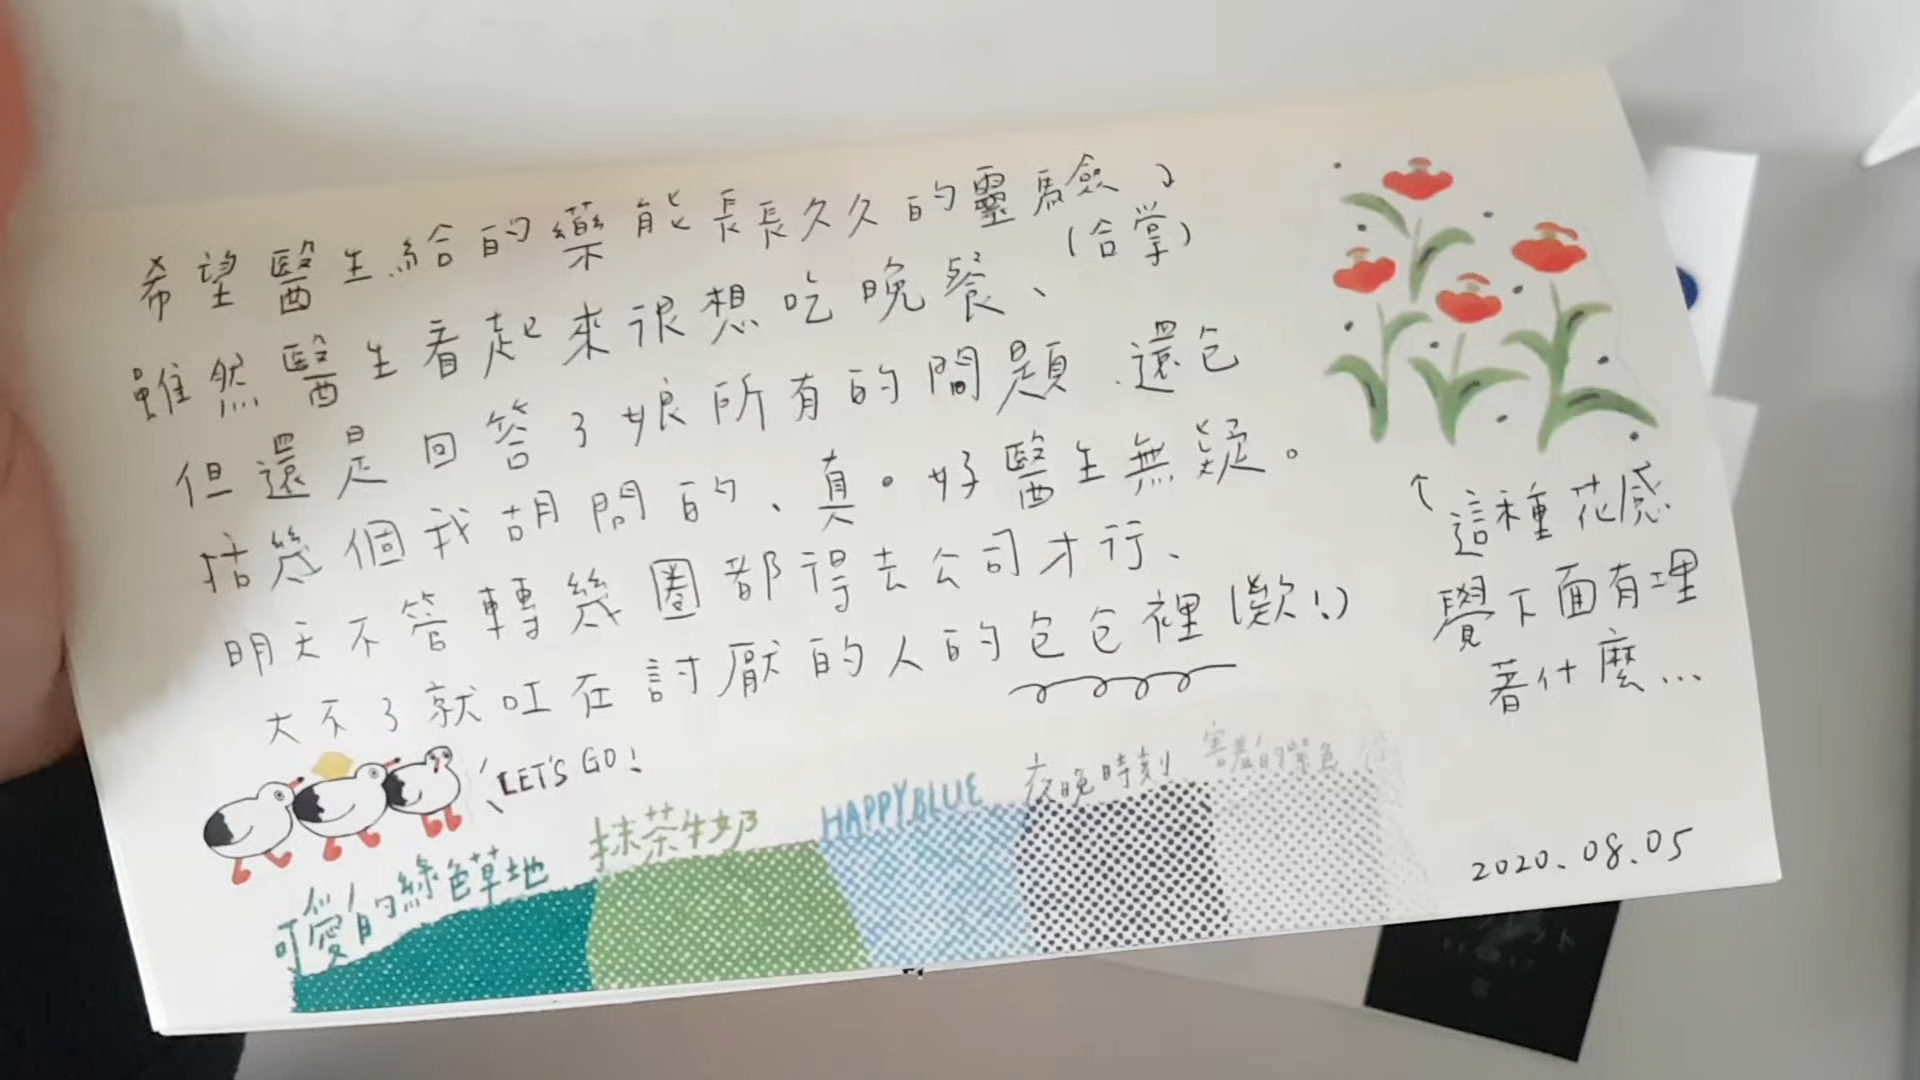 希望醫生給的藥能長長久久的靈驗、
(合掌)
雖然醫生看起來很想吃晚餐、
但還是回答了娘所有的問題、還包
括幾個我胡問的、真・好醫生無疑。
明天不管轉幾圈都得去公司才行、
大不了就吐在討厭的人的包包裡(歎!)
↑這種花感
覺下面有埋
著什麼...
LET'S GO!
可愛的綠色草地
抹茶牛奶
HAPPY BLUE
夜晚時刻
害羞的紫色
2020.08.05